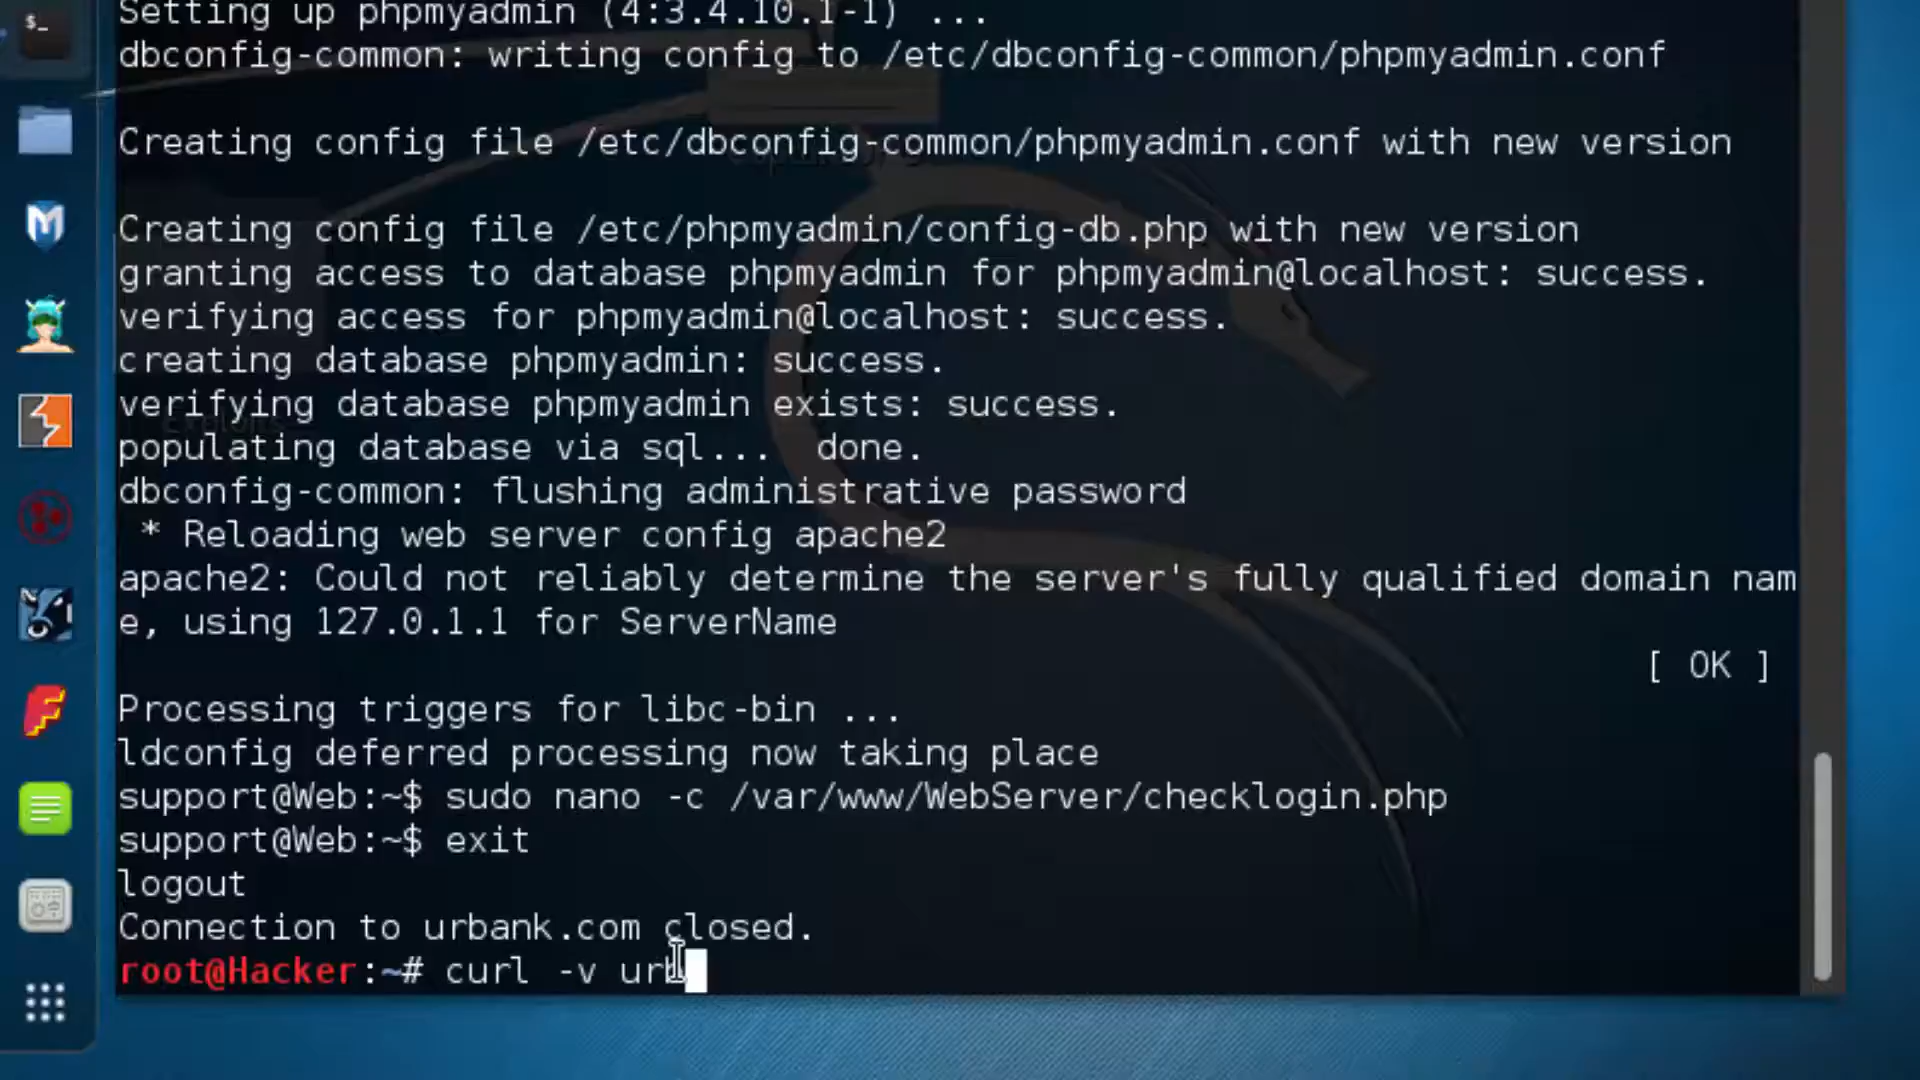 Setting up phpmyadmin (4:3.4.10.1-1) ...
dbconfig-common: writing config to /etc/dbconfig-common/phpmyadmin.conf
Creating config file /etc/dbconfig-common/phpmyadmin.conf with new version
Creating config file /etc/phpmyadmin/config-db.php with new version
granting access to database phpmyadmin for phpmyadmin@localhost: success.
verifying access for phpmyadmin@localhost: success.
creating database phpmyadmin: success.
verifying database phpmyadmin exists: success.
populating database via sql...  done.
dbconfig-common: flushing administrative password
 * Reloading web server config apache2
apache2: Could not reliably determine the server's fully qualified domain nam
e, using 127.0.1.1 for ServerName
[ OK ]
Processing triggers for libc-bin ...
ldconfig deferred processing now taking place
support@Web:~$ sudo nano -c /var/www/WebServer/checklogin.php
support@Web:~$ exit
logout
Connection to urbank.com closed.
root@Hacker:~# curl -v urb